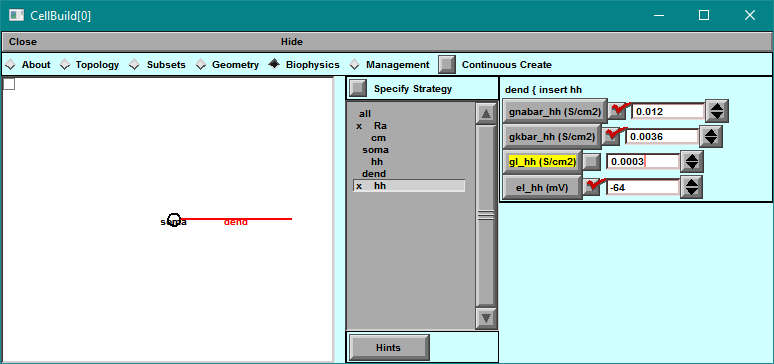 CellBuild[0]
Close Hide
About Topology Subsets Geometry Biophysics Management Continuous Create
Specify Strategy
all
x Ra
cm
soma
hh
dend
x hh
Hints
soma dend
dend { insert hh
gnabar_hh (S/cm2) 0.012
gkbar_hh (S/cm2) 0.0036
gl_hh (S/cm2) 0.0003
el_hh (mV) -64